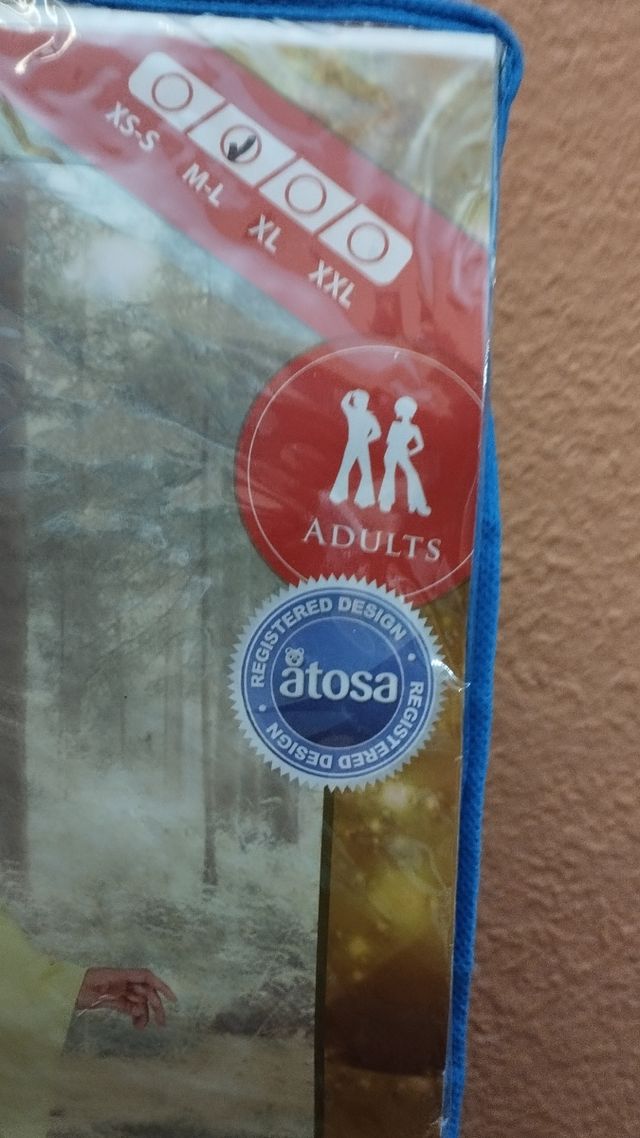 XS-S
M-L
XL
XXL
ADULTS
REGISTERED DESIGN
atosa
REGISTERED DESIGN